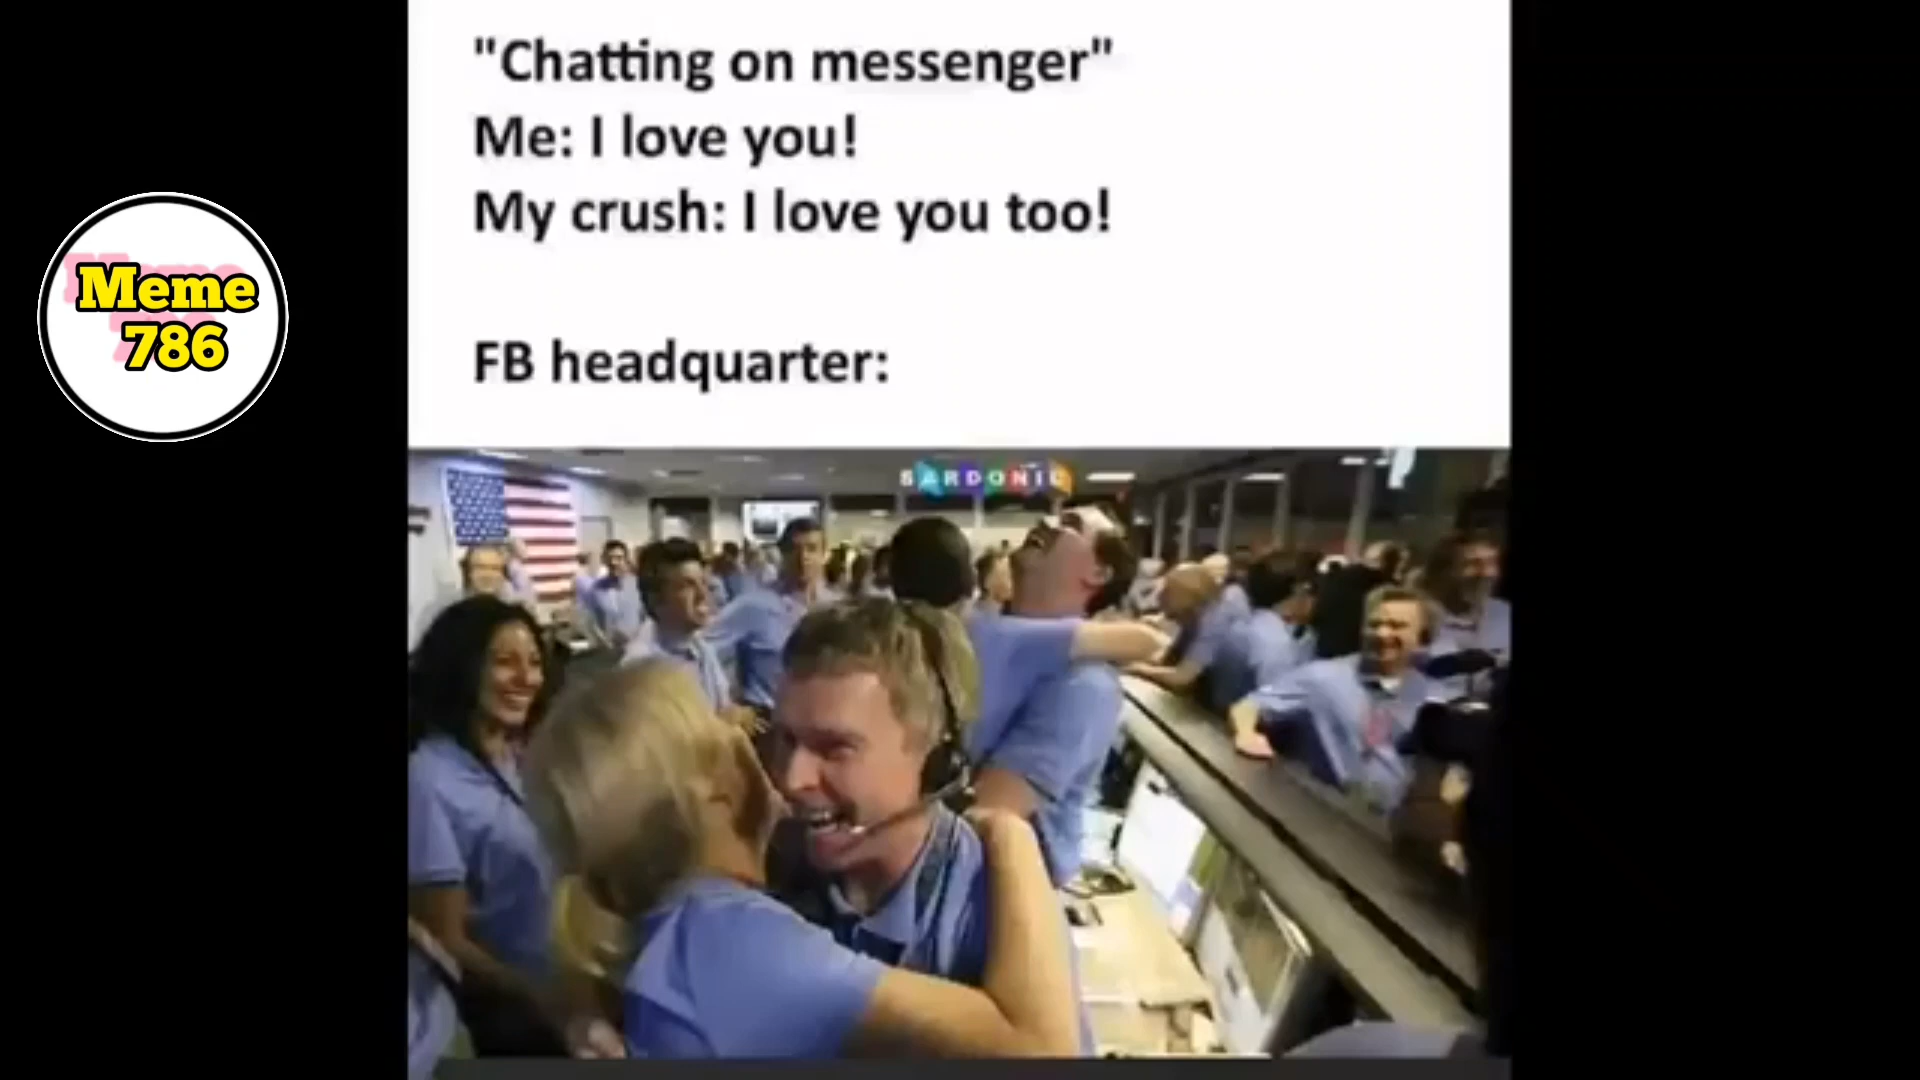 "Chatting on messenger"
Me: I love you!
My crush: I love you too!
FB headquarter:
Meme
786
SARDONIC